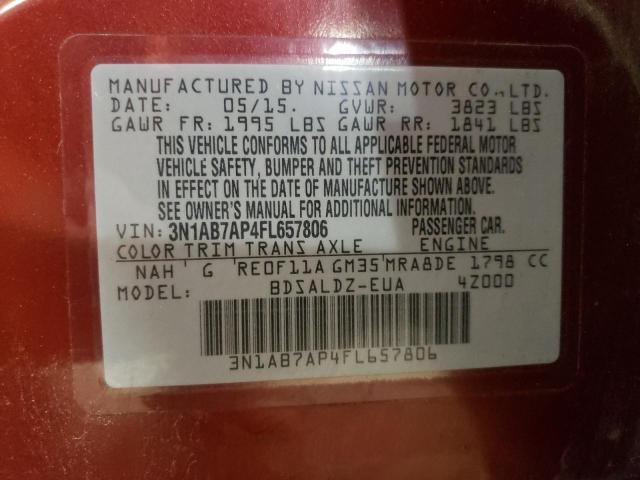 MANUFACTURED BY NISSAN MOTOR CO., LTD.
DATE: 05/15. GVWR: 3823 LBS
GAWR FR: 1995 LBS GAWR RR: 1841 LBS
THIS VEHICLE CONFORMS TO ALL APPLICABLE FEDERAL MOTOR
VEHICLE SAFETY, BUMPER AND THEFT PREVENTION STANDARDS
IN EFFECT ON THE DATE OF MANUFACTURE SHOWN ABOVE.
SEE OWNER'S MANUAL FOR ADDITIONAL INFORMATION.
VIN: 3N1AB7AP4FL657806 PASSENGER CAR.
COLOR TRIM TRANS AXLE ENGINE
NAH G RE0F11A GM35 MRA8DE 1798 CC
MODEL: BDSALDZ-EUA 4Z000
3N1AB7AP4FL657806